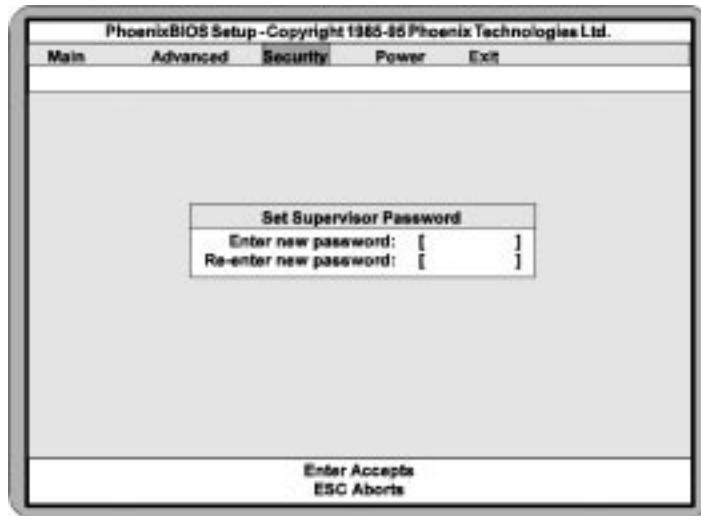 PhoenixBIOS Setup - Copyright 1985-95 Phoenix Technologies Ltd.
Main Advanced Security Power Exit
Set Supervisor Password
Enter new password: [ ]
Re-enter new password: [ ]
Enter Accepts
ESC Aborts